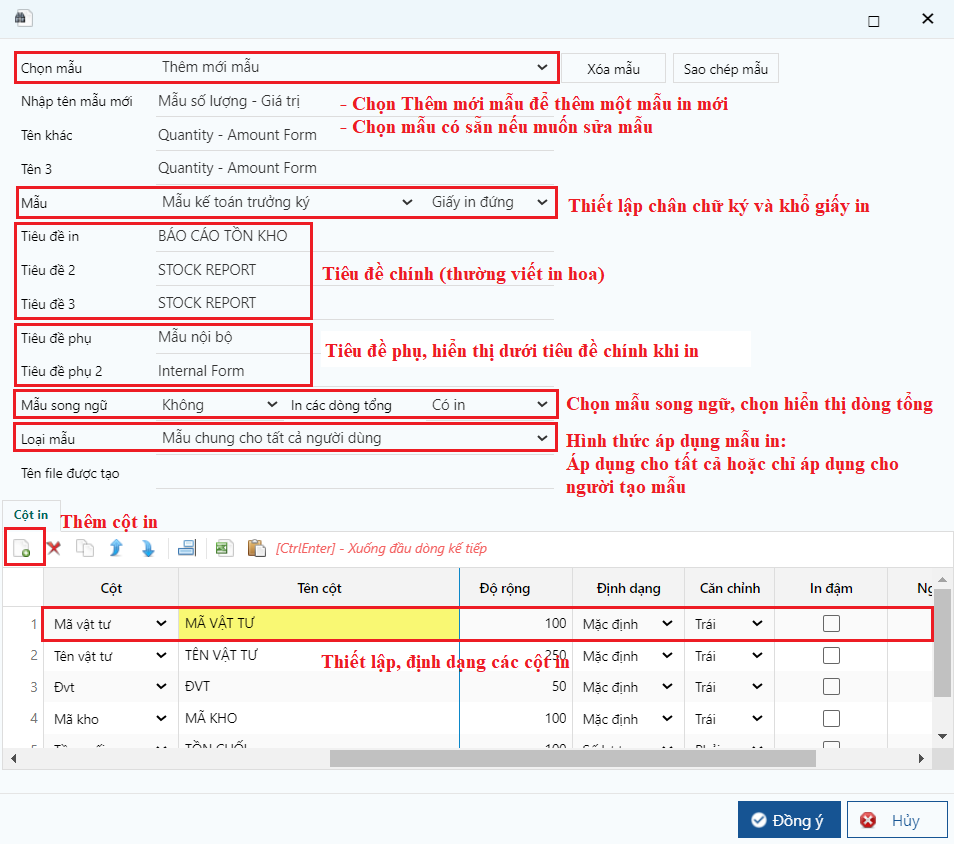 Chọn mẫu Thêm mới mẫu Xóa mẫu Sao chép mẫu
Nhập tên mẫu mới Mẫu số lượng - Giá trị
- Chọn Thêm mới mẫu để thêm một mẫu in mới
- Chọn mẫu có sẵn nếu muốn sửa mẫu
Tên khác Quantity - Amount Form
Tên 3 Quantity - Amount Form
Mẫu Mẫu kế toán trưởng ký Giấy in đứng
Thiết lập chân chữ ký và khổ giấy in
Tiêu đề in BÁO CÁO TỒN KHO
Tiêu đề 2 STOCK REPORT
Tiêu đề chính (thường viết in hoa)
Tiêu đề 3 STOCK REPORT
Tiêu đề phụ Mẫu nội bộ
Tiêu đề phụ, hiển thị dưới tiêu đề chính khi in
Tiêu đề phụ 2 Internal Form
Mẫu song ngữ Không In các dòng tổng Có in
Chọn mẫu song ngữ, chọn hiển thị dòng tổng
Loại mẫu Mẫu chung cho tất cả người dùng
Hình thức áp dụng mẫu in:
Áp dụng cho tất cả hoặc chỉ áp dụng cho
người tạo mẫu
Tên file được tạo
Cột in
Thêm cột in
[CtrlEnter] - Xuống đầu dòng kế tiếp
Cột Tên cột Độ rộng Định dạng Căn chỉnh In đậm
1 Mã vật tư MÃ VẬT TƯ 100 Mặc định Trái
2 Tên vật tư TÊN VẬT TƯ 250 Mặc định Trái
Thiết lập, định dạng các cột in
3 Đvt ĐVT 50 Mặc định Trái
4 Mã kho MÃ KHO 100 Mặc định Trái
Đồng ý Hủy